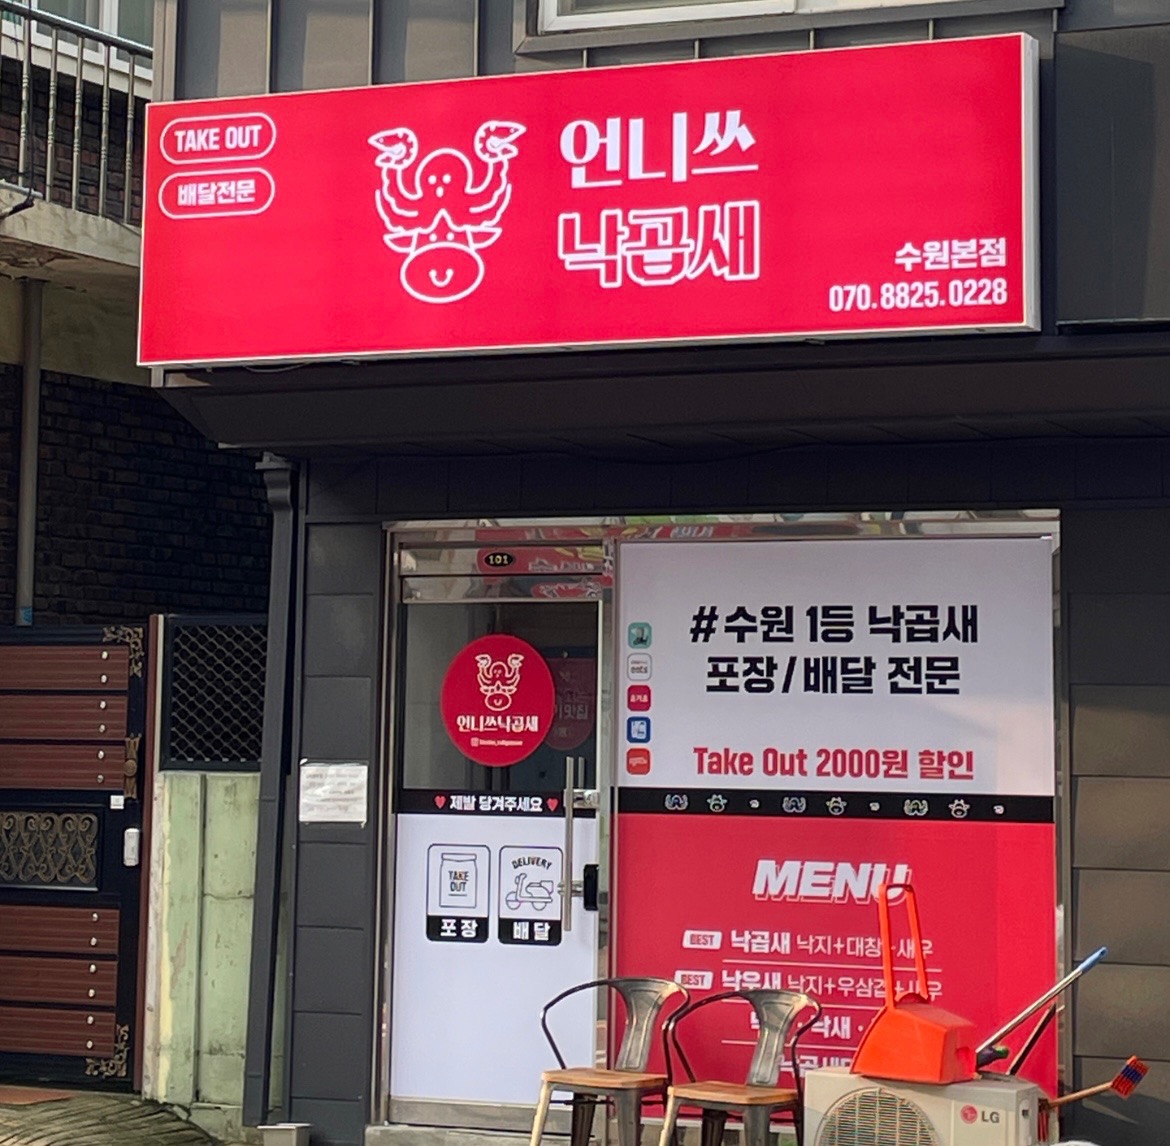 TAKE OUT
배달전문
언니쓰
낙곱새
수원본점
070.8825.0228
101
#수원 1등 낙곱새
포장/배달 전문
Take Out 2000원 할인
언니쓰낙곱새
♥ 제발 당겨주세요 ♥
TAKE
OUT
포장
DELIVERY
배달
MENU
BEST 낙곱새 낙지+대창+새우
BEST 낙우새 낙지+우삼겹+새우
LG